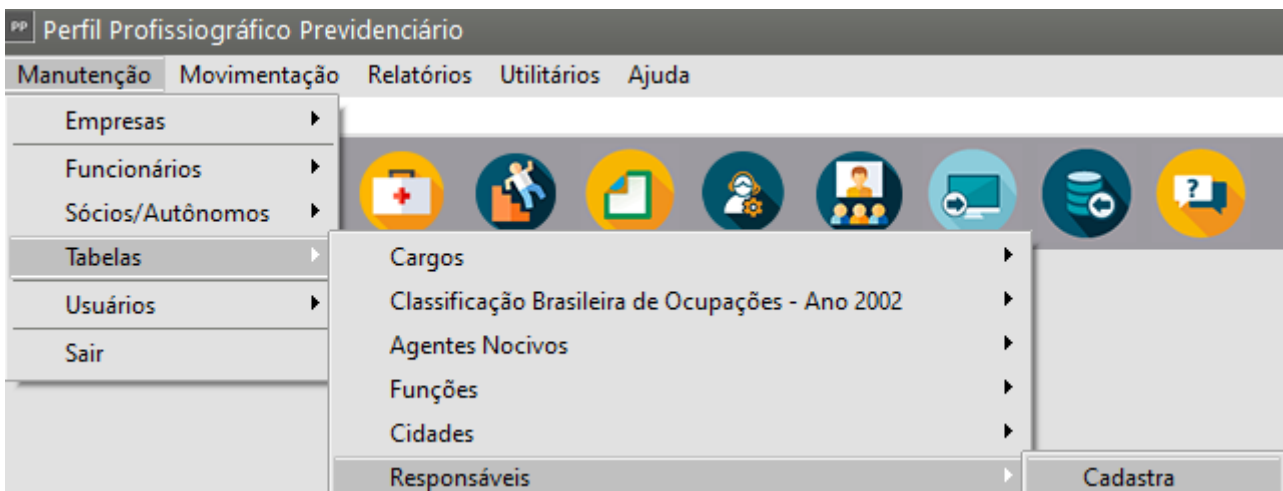 PP Perfil Profissiográfico Previdenciário
Manutenção Movimentação Relatórios Utilitários Ajuda
Empresas
Funcionários
Sócios/Autônomos
Tabelas
Usuários
Sair
Cargos
Classificação Brasileira de Ocupações - Ano 2002
Agentes Nocivos
Funções
Cidades
Responsáveis
Cadastra
?